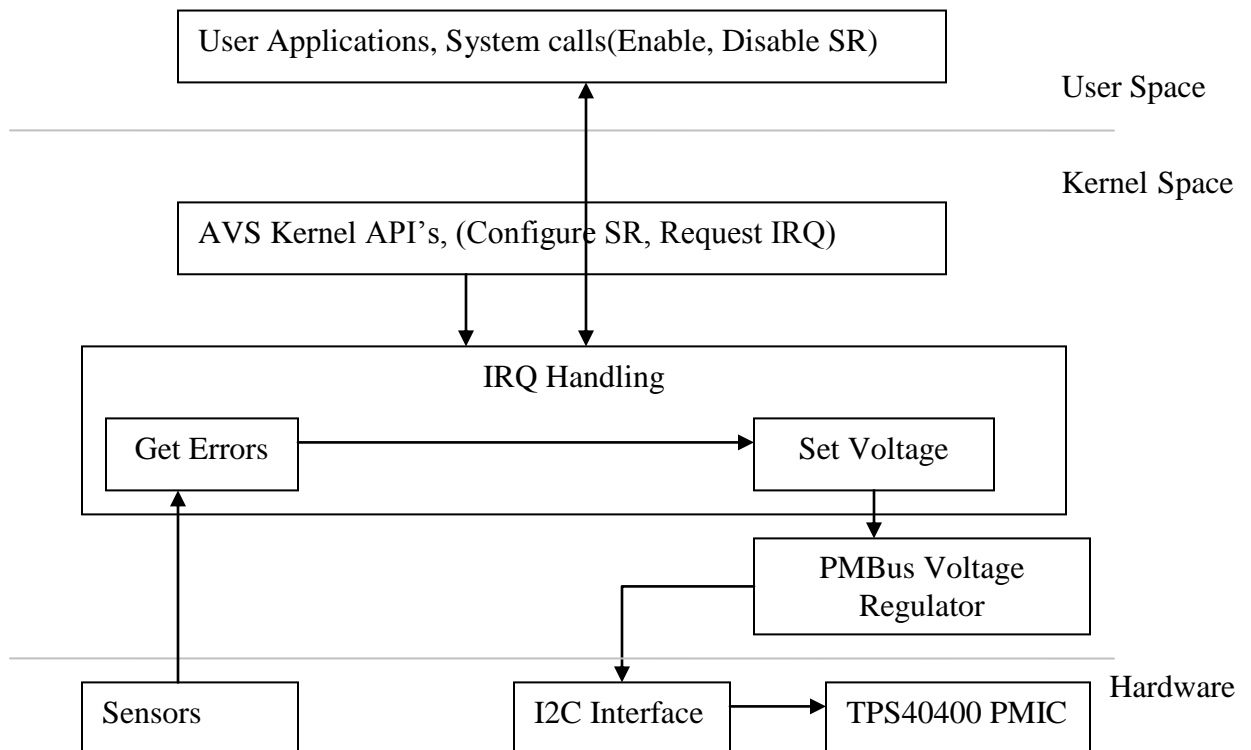 User Applications, System calls(Enable, Disable SR)
User Space
Kernel Space
AVS Kernel API’s, (Configure SR, Request IRQ)
IRQ Handling
Get Errors
Set Voltage
PMBus Voltage
Regulator
Hardware
Sensors
I2C Interface
TPS40400 PMIC